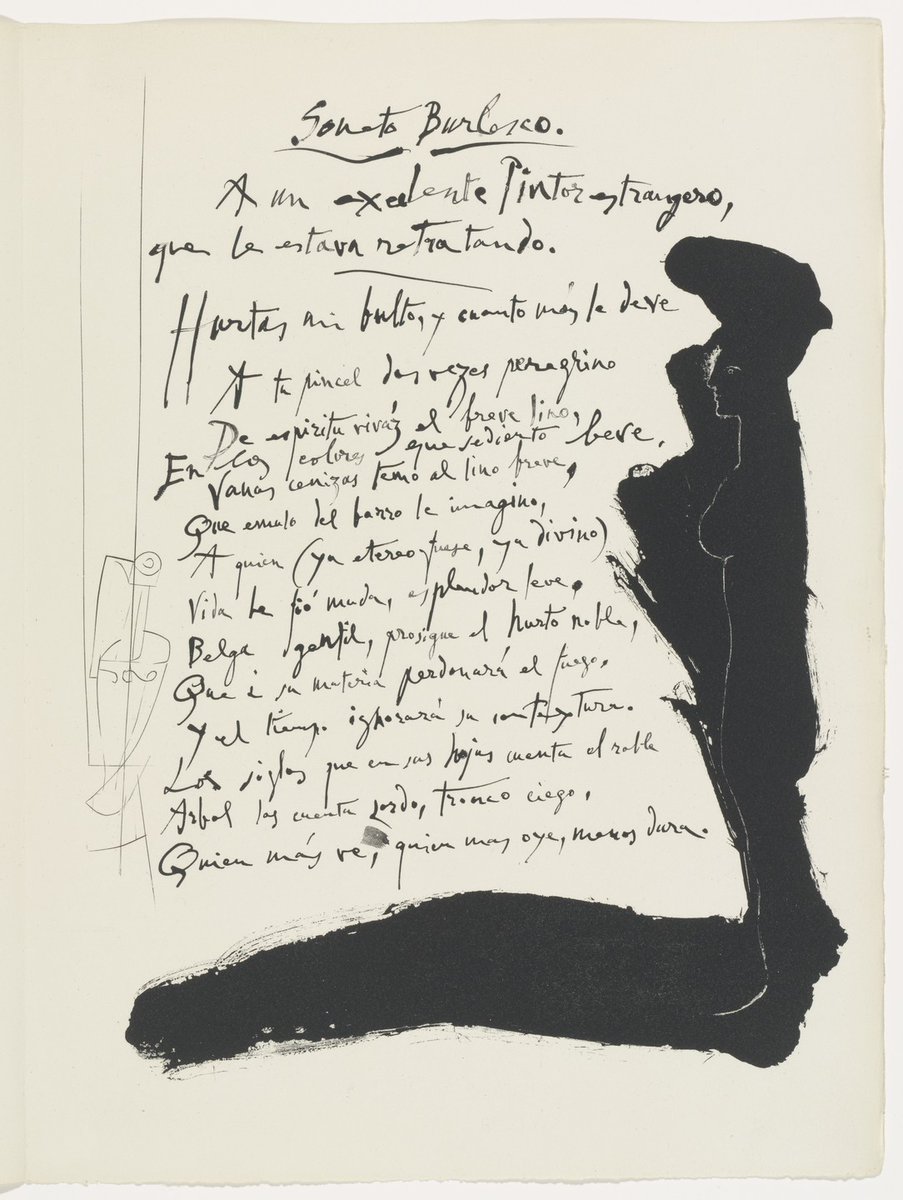 Soneto Burlesco.
A un exelente Pintor estrangero,
que le estava retratando.
Hurtas mi bulto, y cuanto más le deve
A tu pincel dos vezes peregrino
De espiritu viváz el breve lino,
En los colores que sediento beve.
Vanas cenizas temo al lino breve,
Que emulo del barro le imagino,
A quien (ya etereo fuese, ya divino)
Vida le fió muda, esplendor leve.
Belga gentil, prosigue el hurto noble,
Que a su materia perdonará el fuego,
Y el tiempo ignorará su contextura.
Los siglos que en sus hojas cuenta el roble
Arbol los cuenta sordo, tronco ciego.
Quien más ve, quien mas oye, menos dura.